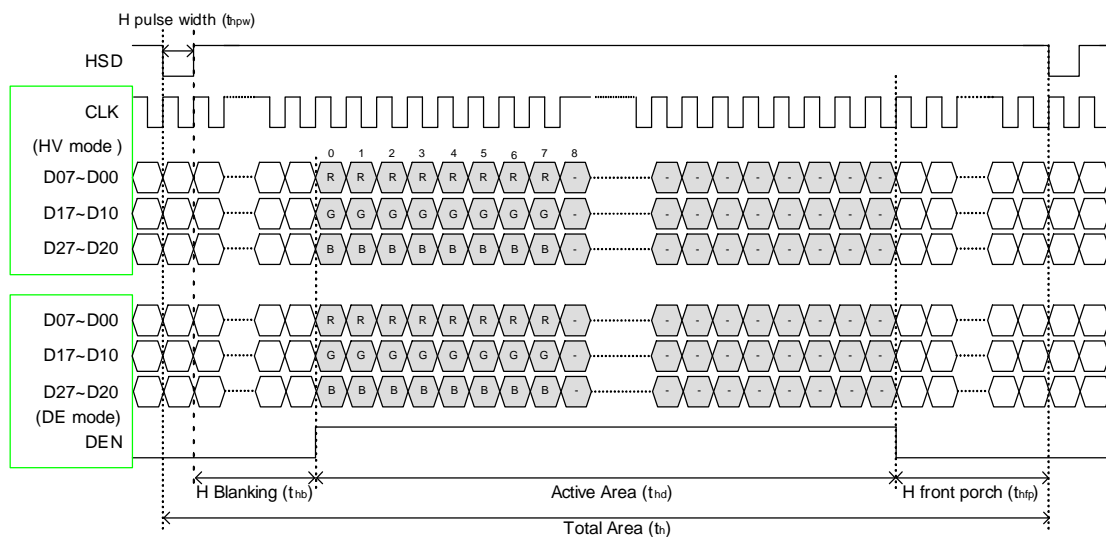 H pulse width (thpw)
HSD
CLK
(HV mode )
0 1 2 3 4 5 6 7 8
D07~D00 R R R R R R R R - - - - - - - - -
D17~D10 G G G G G G G G - - - - - - - - -
D27~D20 B B B B B B B B - - - - - - - - -
D07~D00 R R R R R R R R - - - - - - - - -
D17~D10 G G G G G G G G - - - - - - - - -
D27~D20 B B B B B B B B - - - - - - - - -
(DE mode)
DEN
H Blanking (thb) Active Area (thd) H front porch (thfp)
Total Area (th)